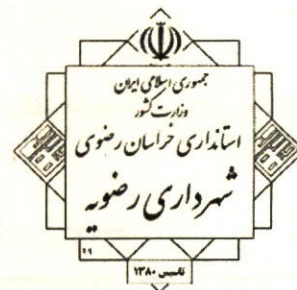 جمهوری اسلامی ایران
وزارت کشور
استانداری خراسان رضوی
شهرداری رضویه
تاسیس ۱۳۸۰